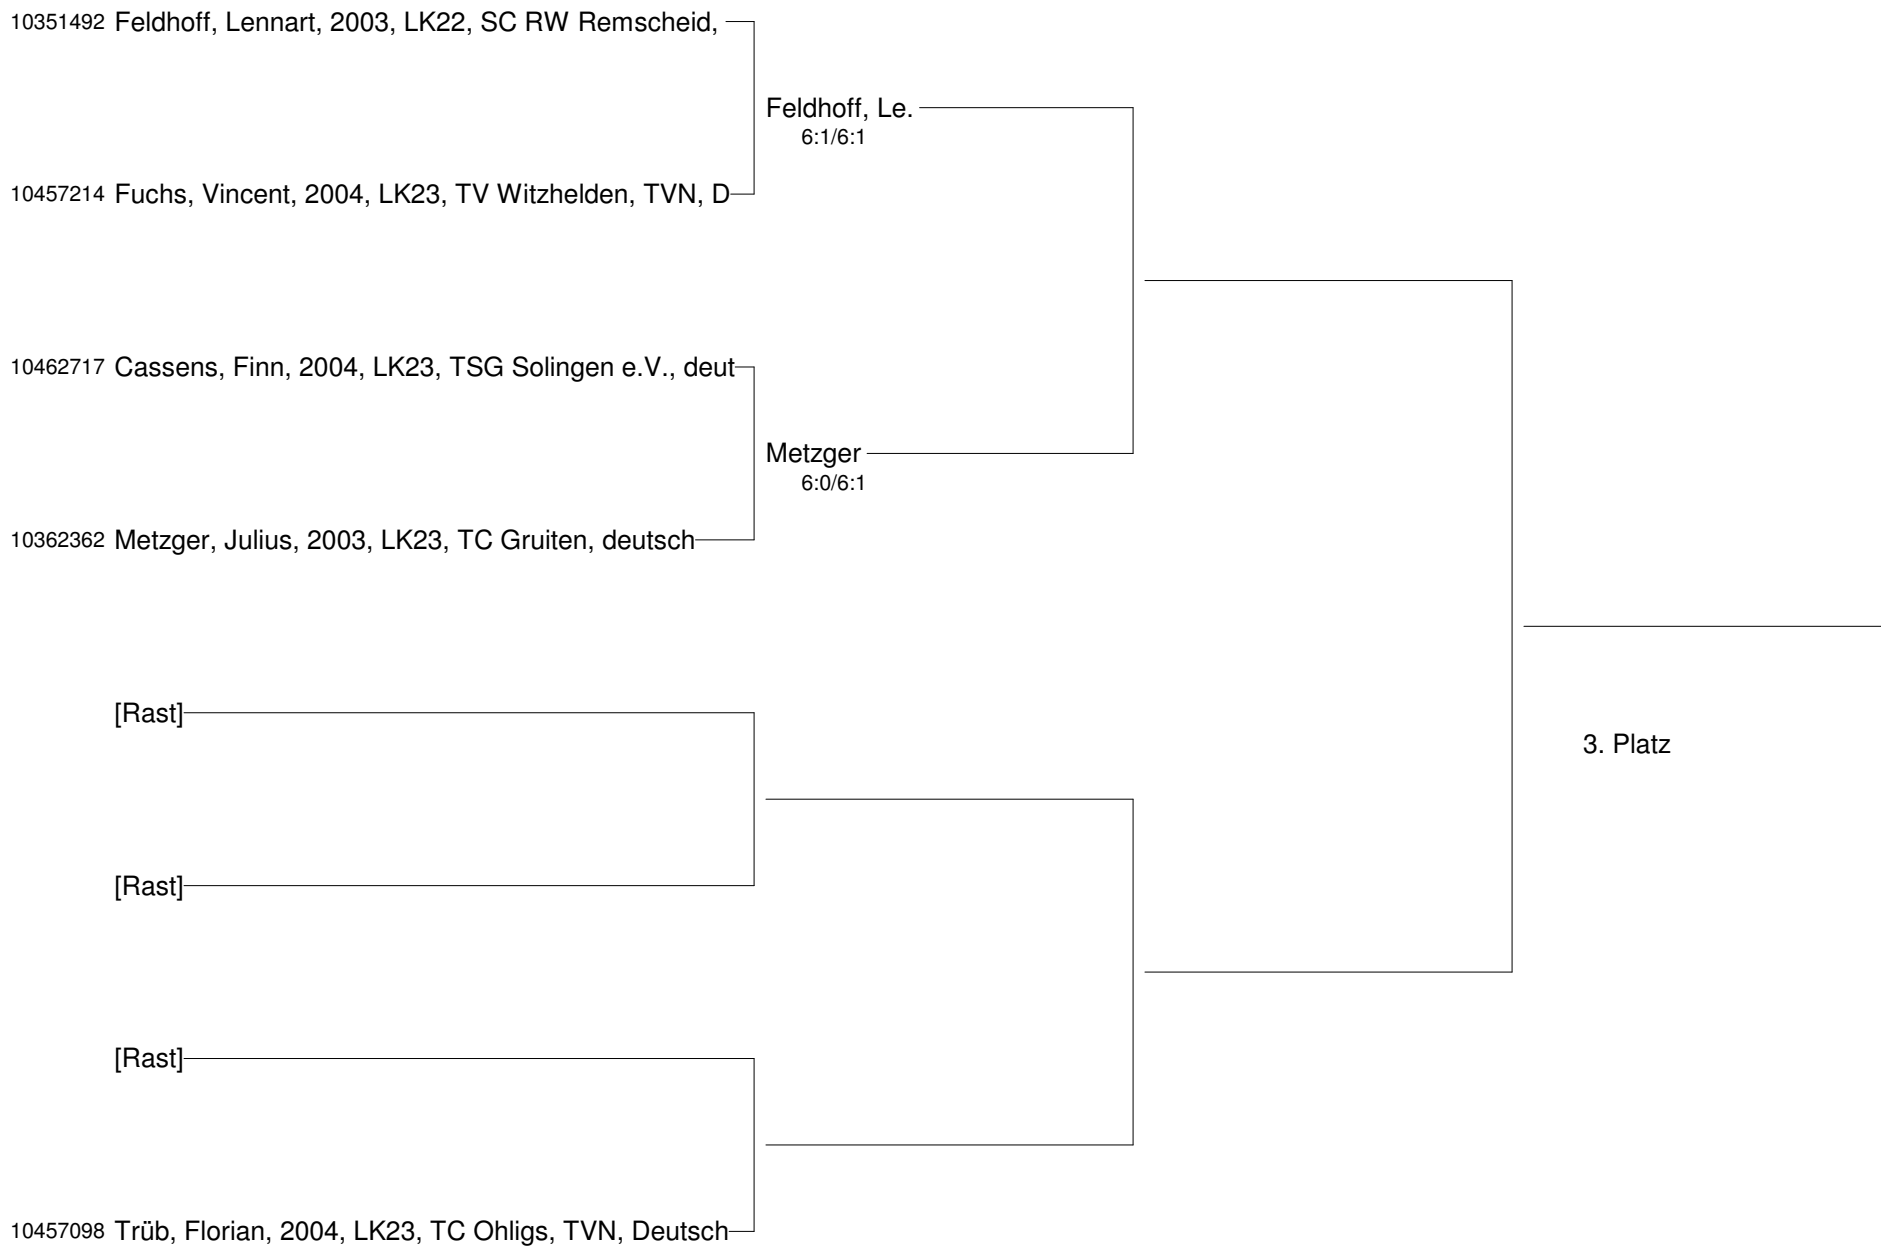 10351492 Feldhoff, Lennart, 2003, LK22, SC RW Remscheid,
Feldhoff, Le.
6:1/6:1
10457214 Fuchs, Vincent, 2004, LK23, TV Witzhelden, TVN, D
10462717 Cassens, Finn, 2004, LK23, TSG Solingen e.V., deut
Metzger
6:0/6:1
10362362 Metzger, Julius, 2003, LK23, TC Gruiten, deutsch
[Rast]
3. Platz
[Rast]
[Rast]
10457098 Trüb, Florian, 2004, LK23, TC Ohligs, TVN, Deutsch